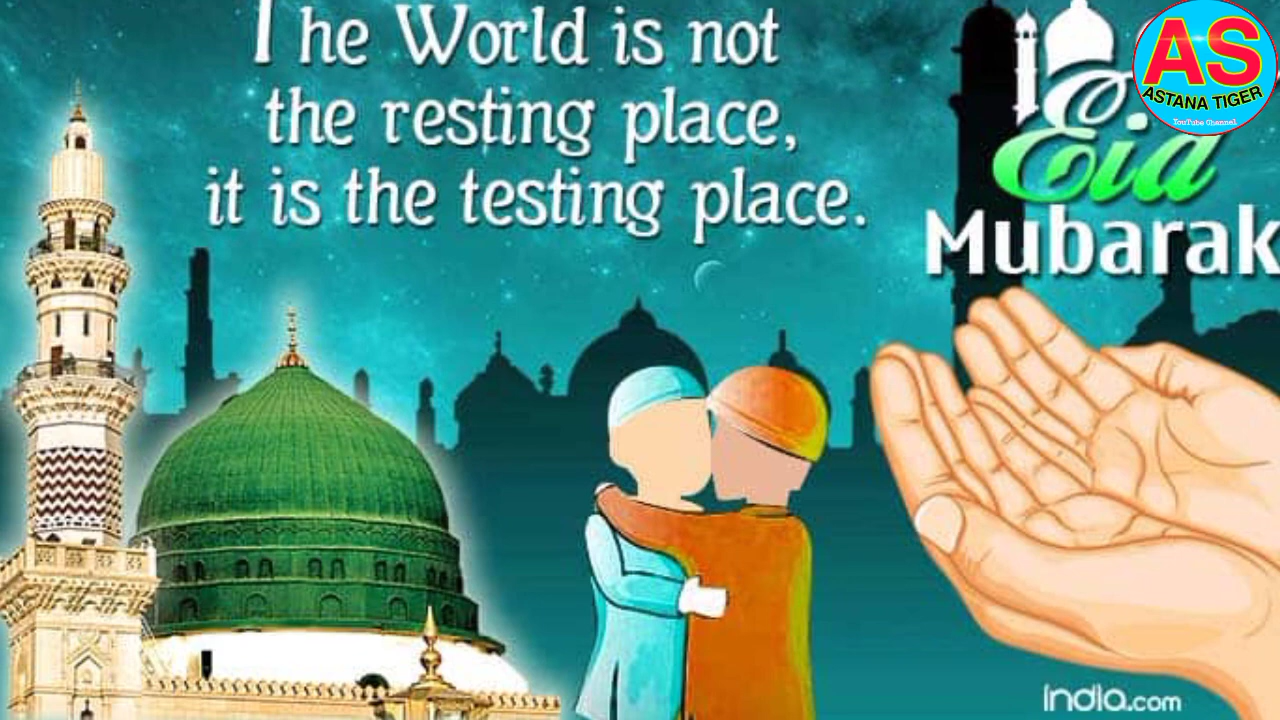 The World is not
the resting place,
it is the testing place.
Eid
Mubarak
AS
ASTANA TIGER
YouTube Channel
india.com